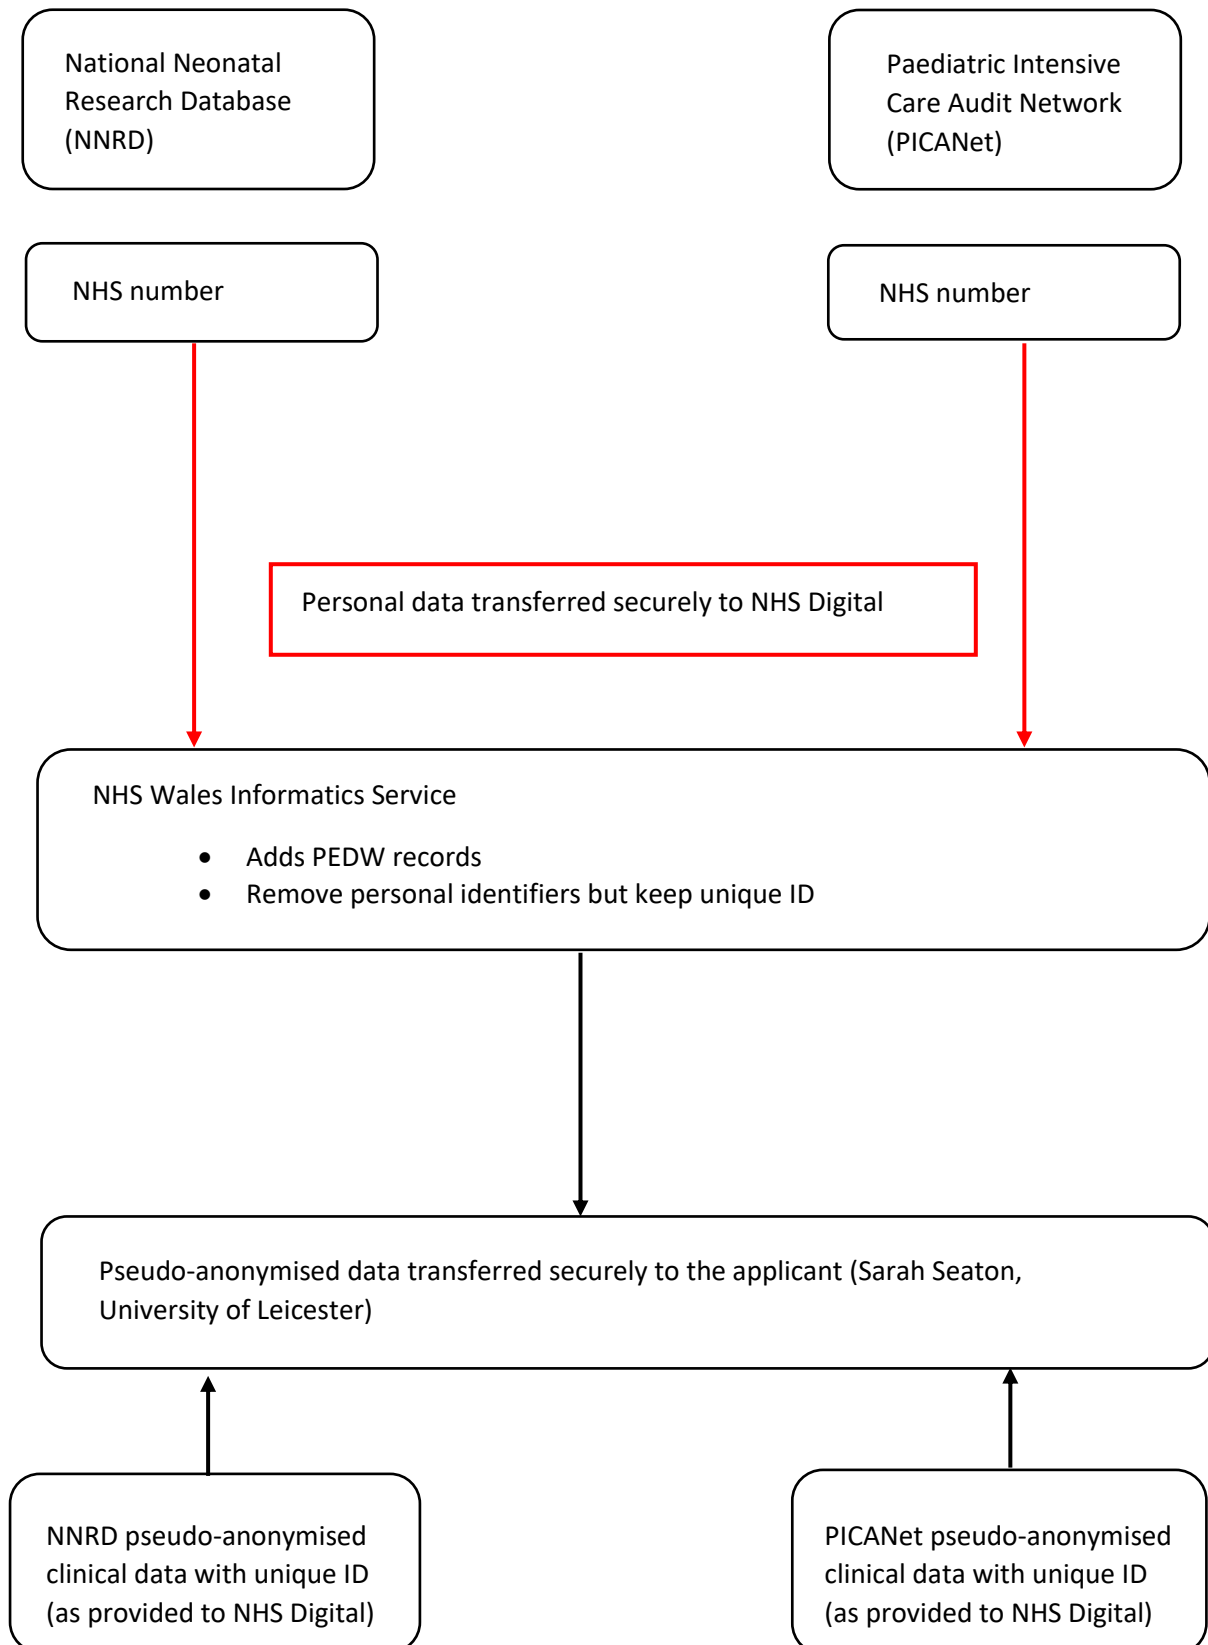 National Neonatal
Research Database
(NNRD)
Paediatric Intensive
Care Audit Network
(PICANet)
NHS number
NHS number
Personal data transferred securely to NHS Digital
NHS Wales Informatics Service
• Adds PEDW records
• Remove personal identifiers but keep unique ID
Pseudo-anonymised data transferred securely to the applicant (Sarah Seaton,
University of Leicester)
NNRD pseudo-anonymised
clinical data with unique ID
(as provided to NHS Digital)
PICANet pseudo-anonymised
clinical data with unique ID
(as provided to NHS Digital)